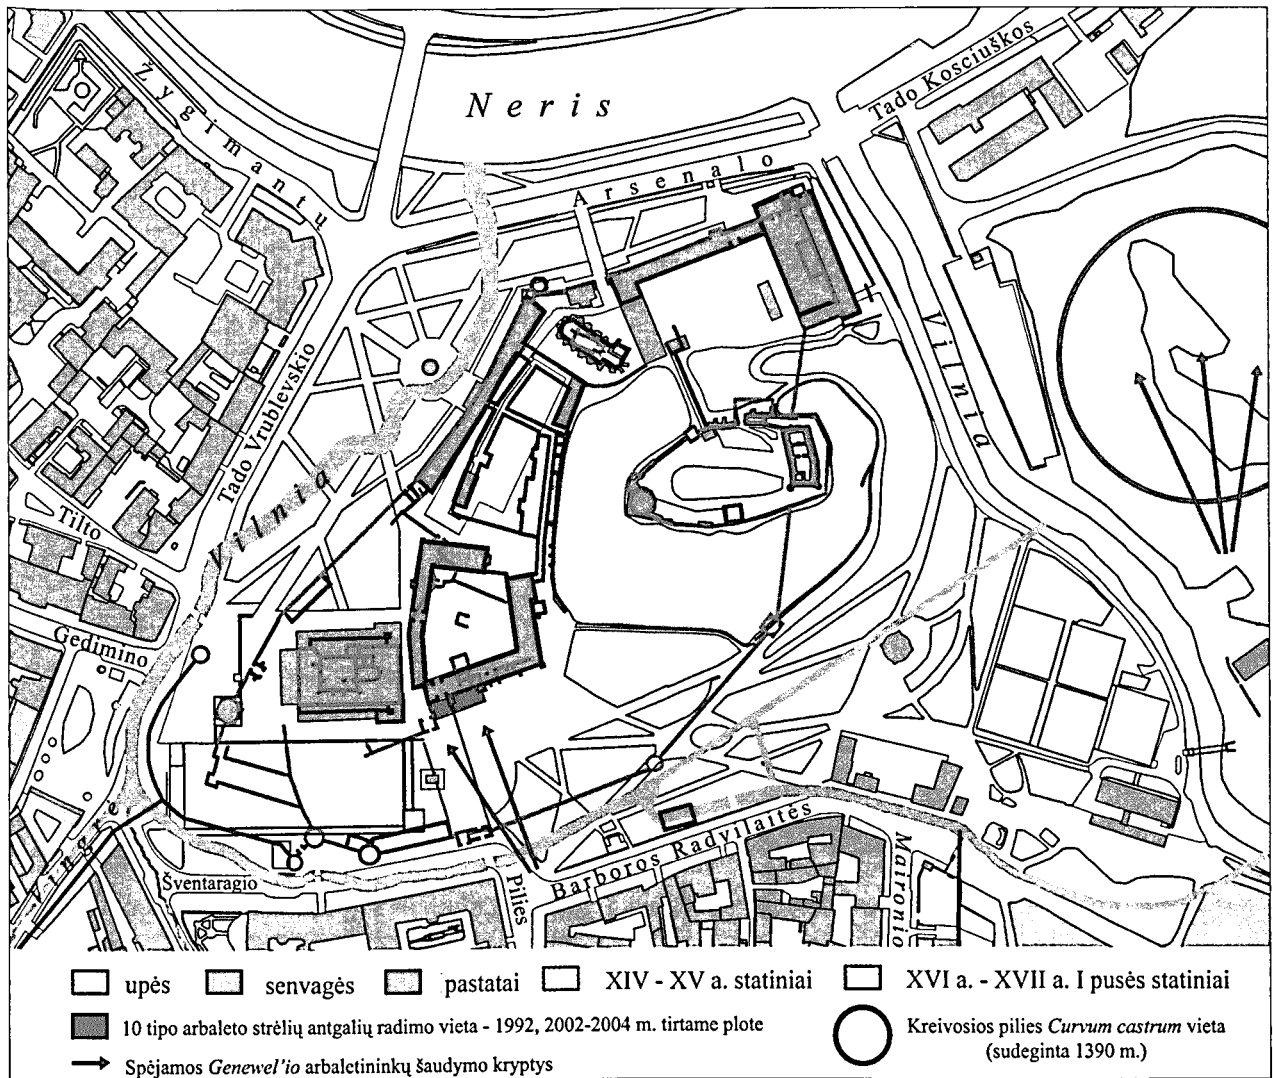 Neris
Tado Kosciuškos
Žygimantų
Arsenalo
Vilnia
Tado Vrublevskio
Vilnia
Tilto
Gedimino
Šventaragio
Pilies
Barboros Radvilaitės
Maironio
upės senvagės pastatai XIV - XV a. statiniai XVI a. - XVII a. I pusės statiniai
10 tipo arbaleto strėlių antgalių radimo vieta - 1992, 2002-2004 m. tirtame plote
Kreivosios pilies Curvum castrum vieta
(sudeginta 1390 m.)
Spėjamos Genewel'io arbaletininkų šaudymo kryptys